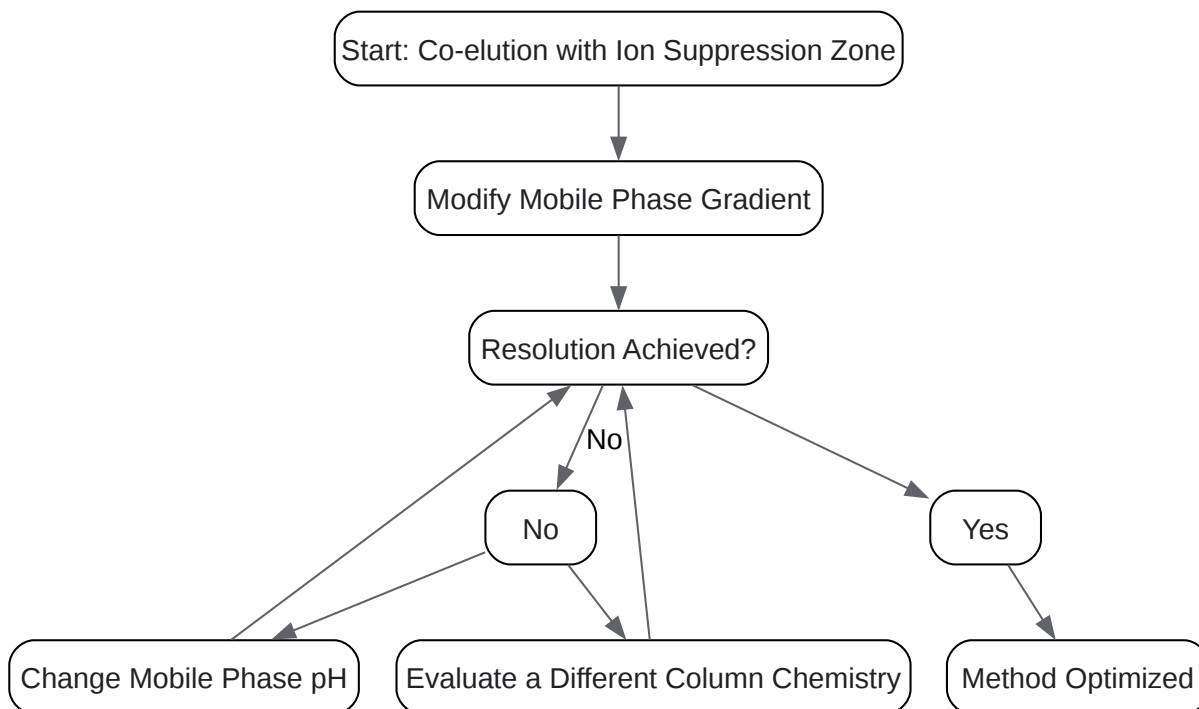 Start: Co-elution with Ion Suppression Zone
Modify Mobile Phase Gradient
Resolution Achieved?
No
No
Yes
Change Mobile Phase pH
Evaluate a Different Column Chemistry
Method Optimized